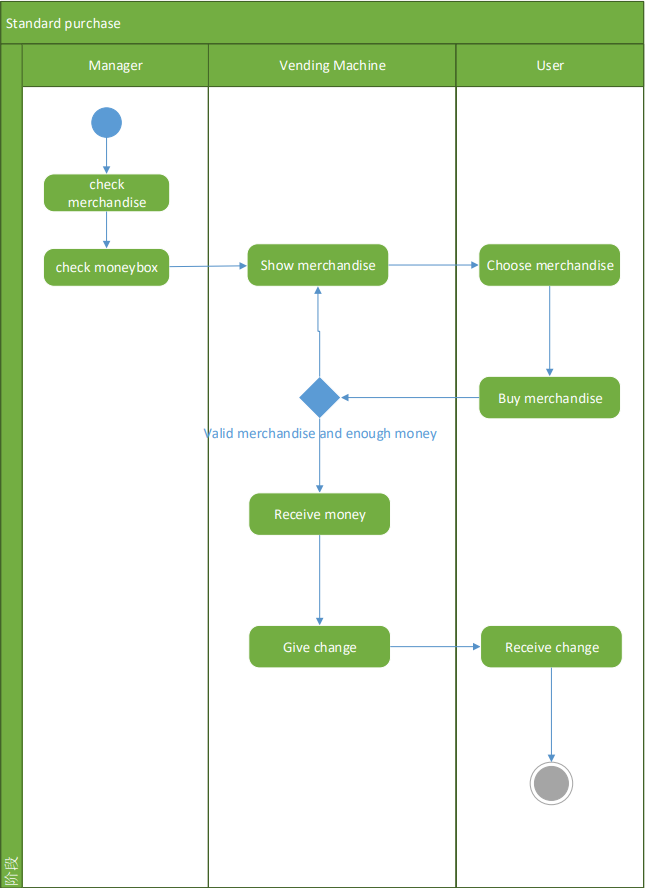 Standard purchase
Manager
Vending Machine
User
check
merchandise
check moneybox
Show merchandise
Choose merchandise
Buy merchandise
Valid merchandise and enough money
Receive money
Give change
Receive change
阶段